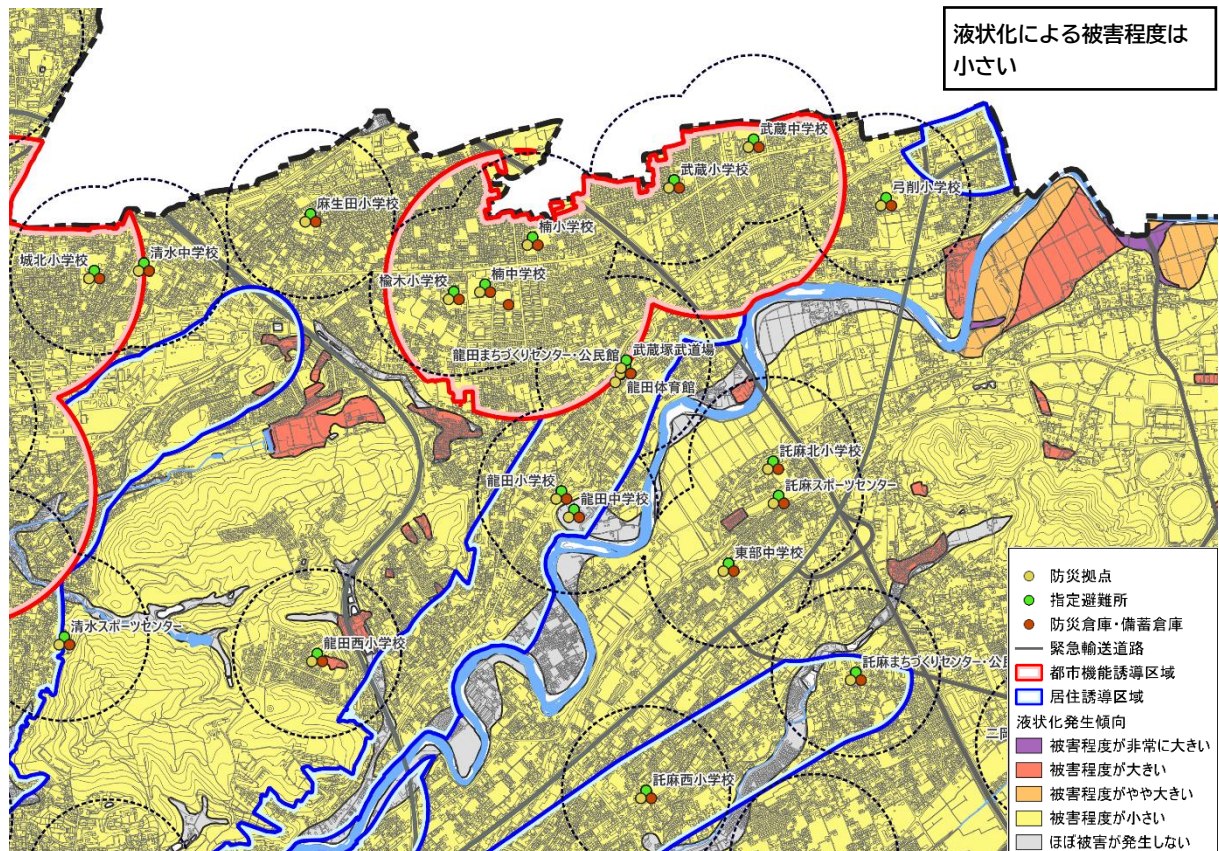 液状化による被害程度は
小さい
武蔵中学校
武蔵小学校
弓削小学校
麻生田小学校
楠小学校
清水中学校
城北小学校
楠中学校
楡木小学校
龍田まちづくりセンター・公民館
武蔵塚武道場
龍田体育館
託麻北小学校
託麻スポーツセンター
龍田小学校
龍田中学校
東部中学校
清水スポーツセンター
龍田西小学校
託麻まちづくりセンター・公民
二岡
託麻西小学校
防災拠点
指定避難所
防災倉庫・備蓄倉庫
緊急輸送道路
都市機能誘導区域
居住誘導区域
液状化発生傾向
被害程度が非常に大きい
被害程度が大きい
被害程度がやや大きい
被害程度が小さい
ほぼ被害が発生しない